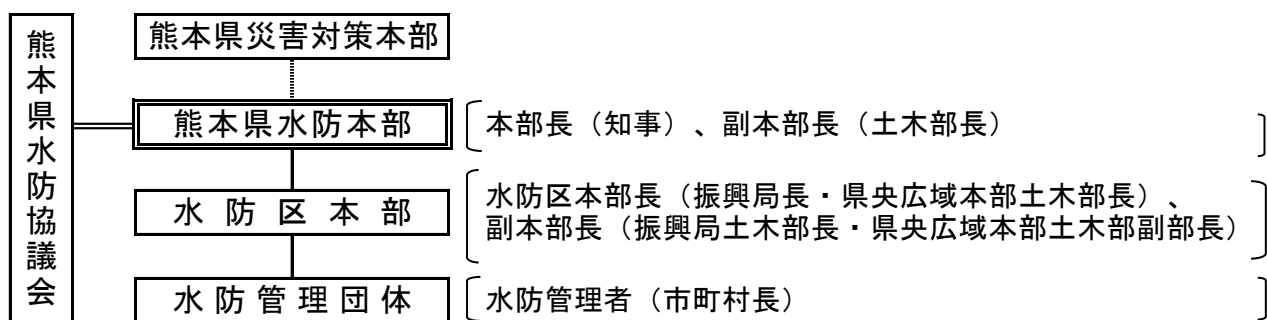 熊本県水防協議会
熊本県災害対策本部
熊本県水防本部
本部長（知事）、副本部長（土木部長）
水防区本部
水防区本部長（振興局長・県央広域本部土木部長）、
副本部長（振興局土木部長・県央広域本部土木部副部長）
水防管理団体
水防管理者（市町村長）